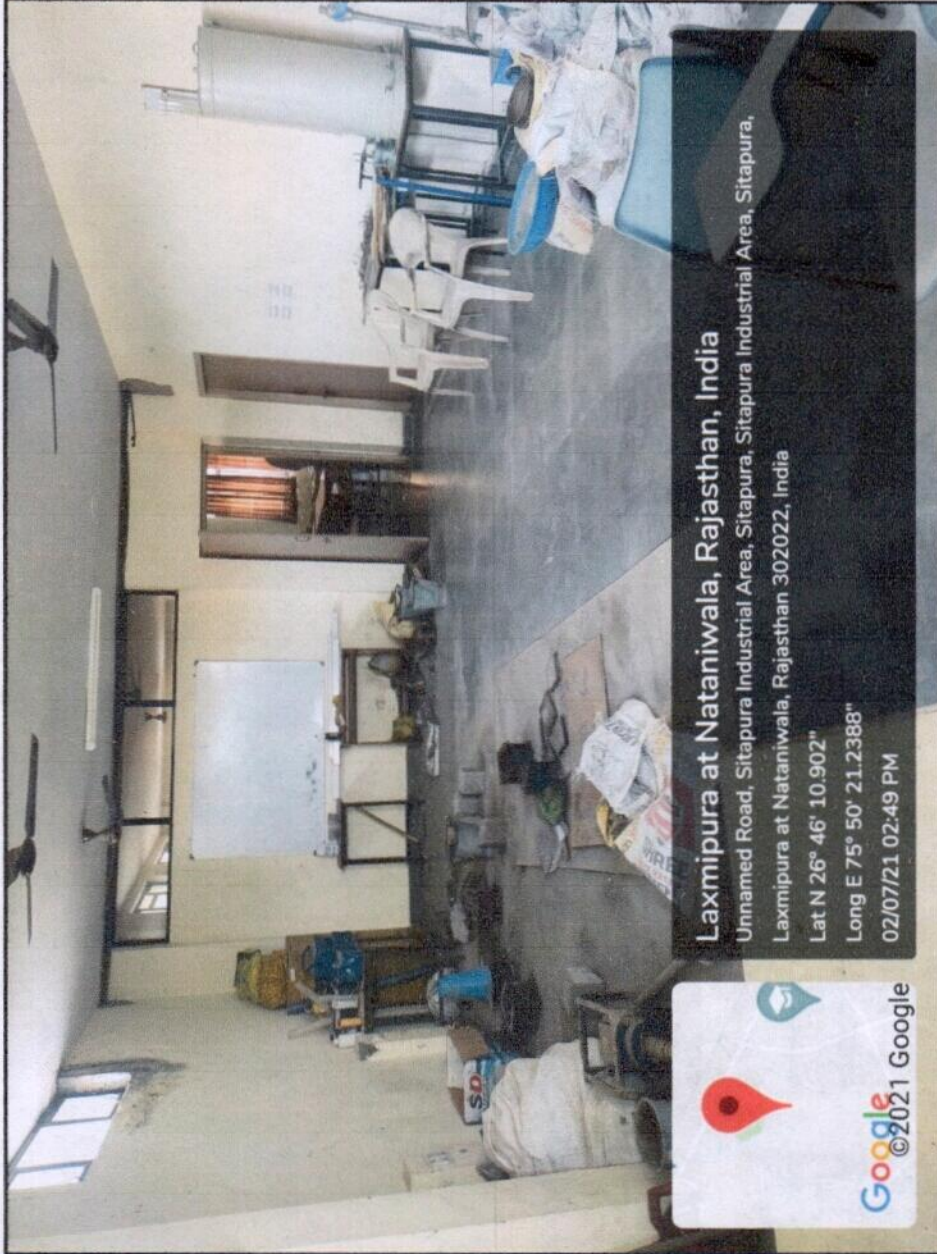 SD
Laxmipura at Nataniwala, Rajasthan, India
Unnamed Road, Sitapura Industrial Area, Sitapura, Sitapura Industrial Area, Sitapura,
Laxmipura at Nataniwala, Rajasthan 302022, India
Lat N 26° 46' 10.902"
Long E 75° 50' 21.2388"
02/07/21 02:49 PM
Google
©2021 Google